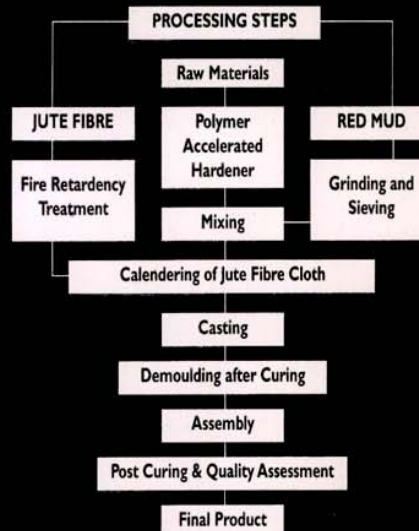 PROCESSING STEPS
Raw Materials
JUTE FIBRE
Polymer
Accelerated
Hardener
RED MUD
Fire Retardency
Treatment
Grinding and
Sieving
Mixing
Calendering of Jute Fibre Cloth
Casting
Demoulding after Curing
Assembly
Post Curing & Quality Assessment
Final Product